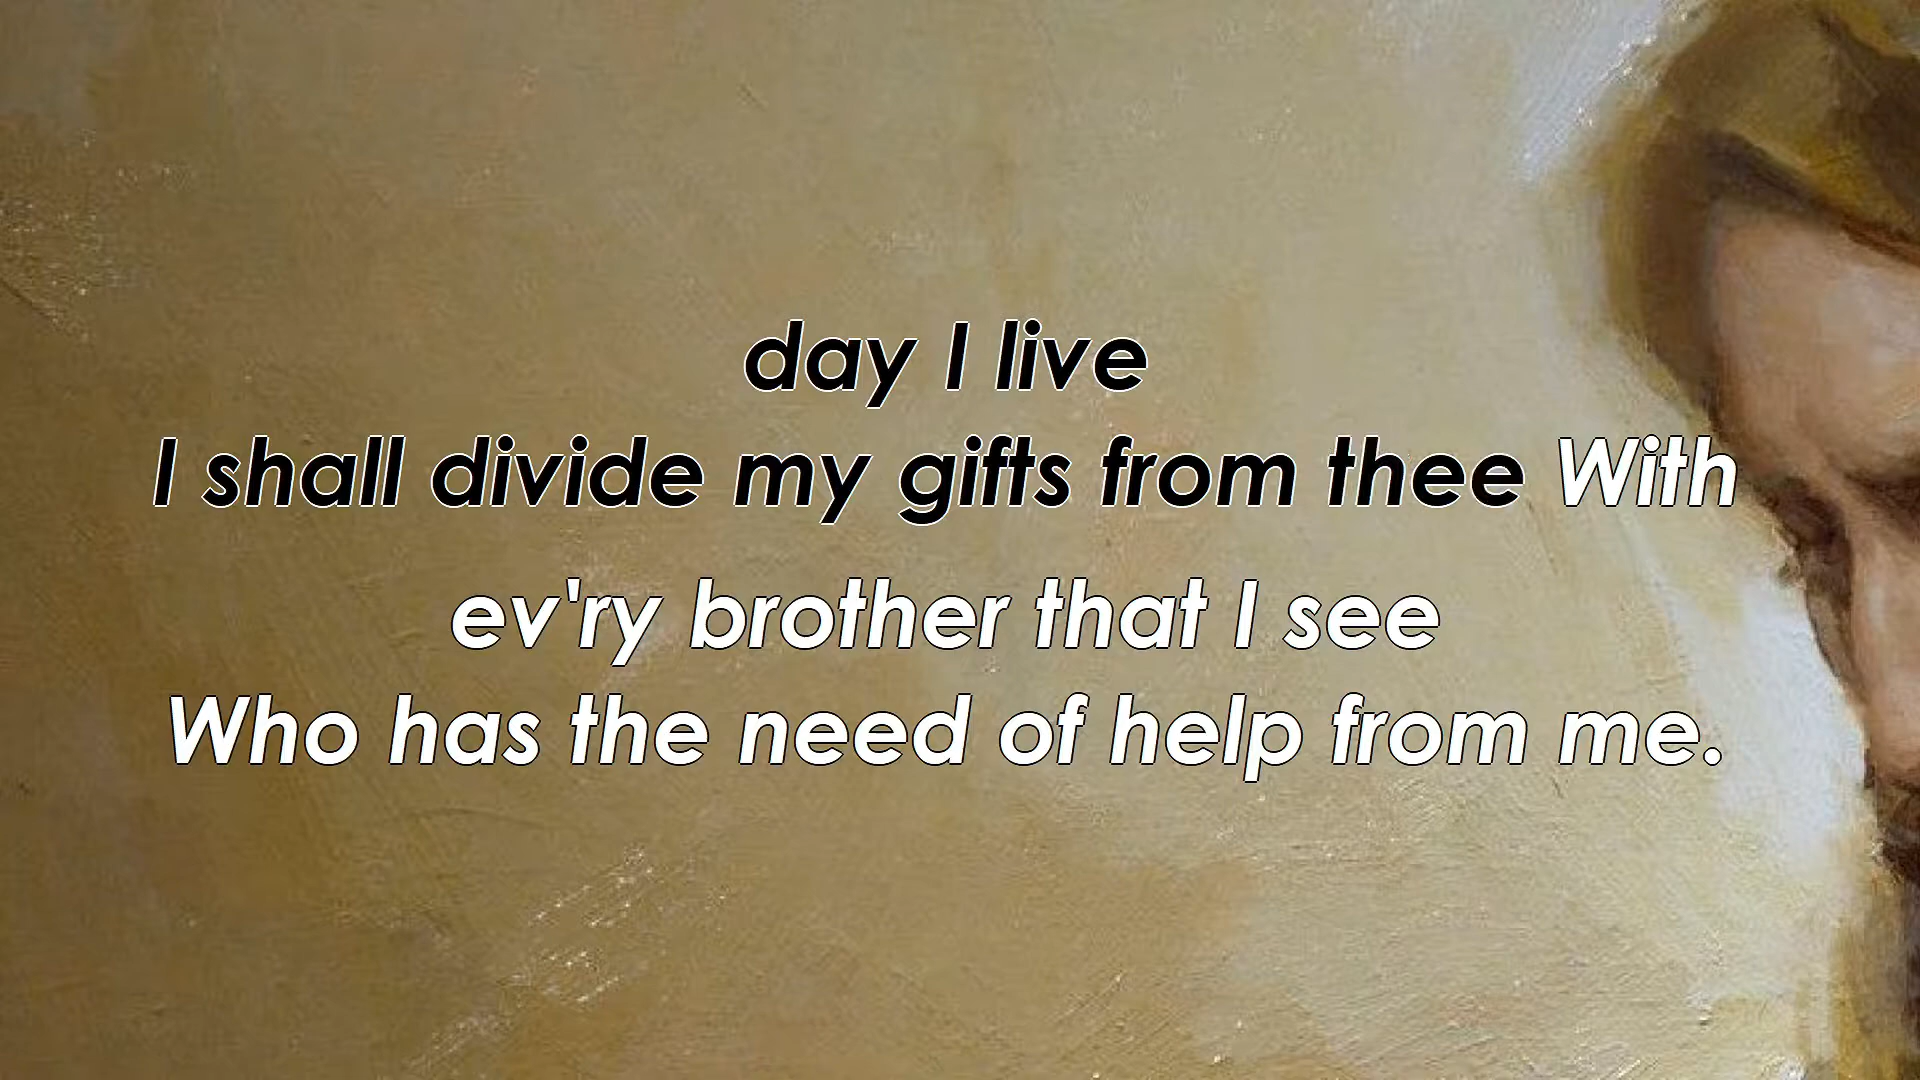 day I live
I shall divide my gifts from thee With
ev'ry brother that I see
Who has the need of help from me.